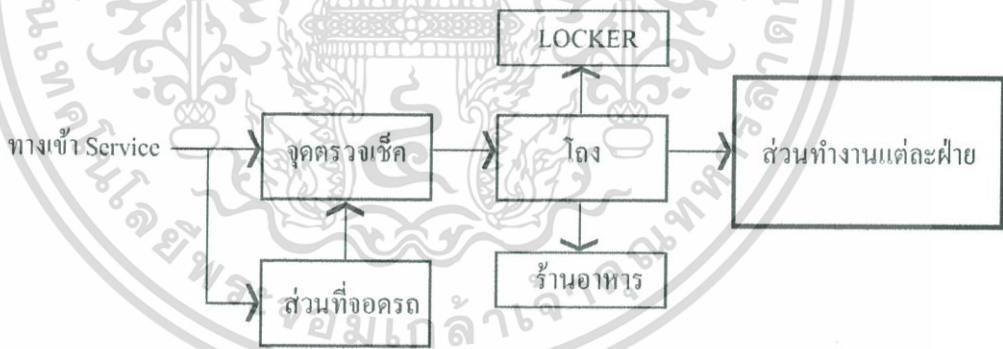 LOCKER
ทางเข้า Service
จุดตรวจเช็ค
โถง
ส่วนทำงานแต่ละฝ่าย
ส่วนที่จอดรถ
ร้านอาหาร